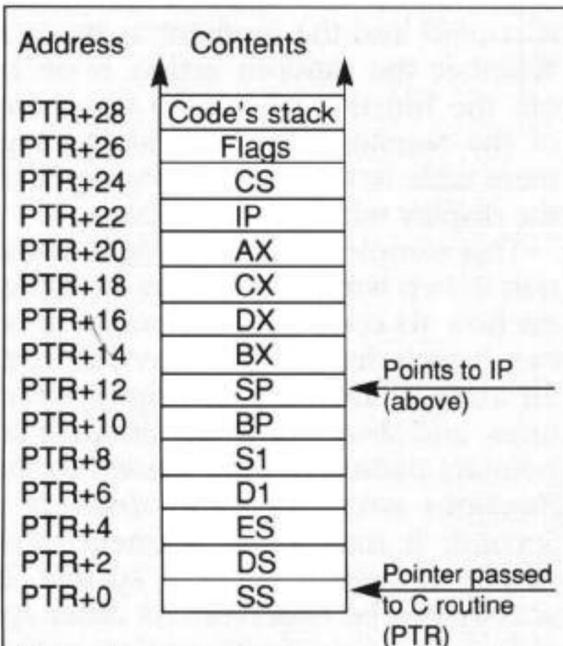 Address Contents
PTR+28 Code's stack
PTR+26 Flags
PTR+24 CS
PTR+22 IP
PTR+20 AX
PTR+18 CX
PTR+16 DX
PTR+14 BX
PTR+12 SP Points to IP (above)
PTR+10 BP
PTR+8 S1
PTR+6 D1
PTR+4 ES
PTR+2 DS
PTR+0 SS Pointer passed to C routine (PTR)